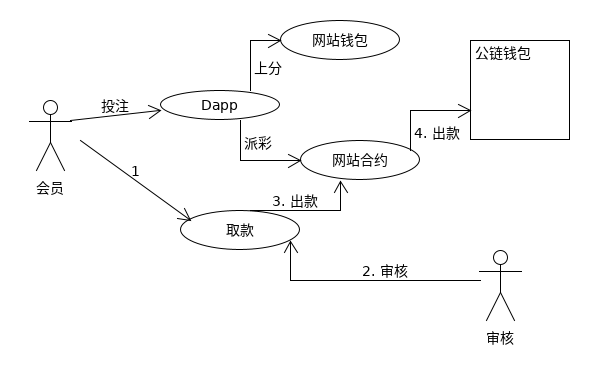 网站钱包
公链钱包
上分
投注
Dapp
4. 出款
派彩
网站合约
1
会员
3. 出款
取款
2. 审核
审核